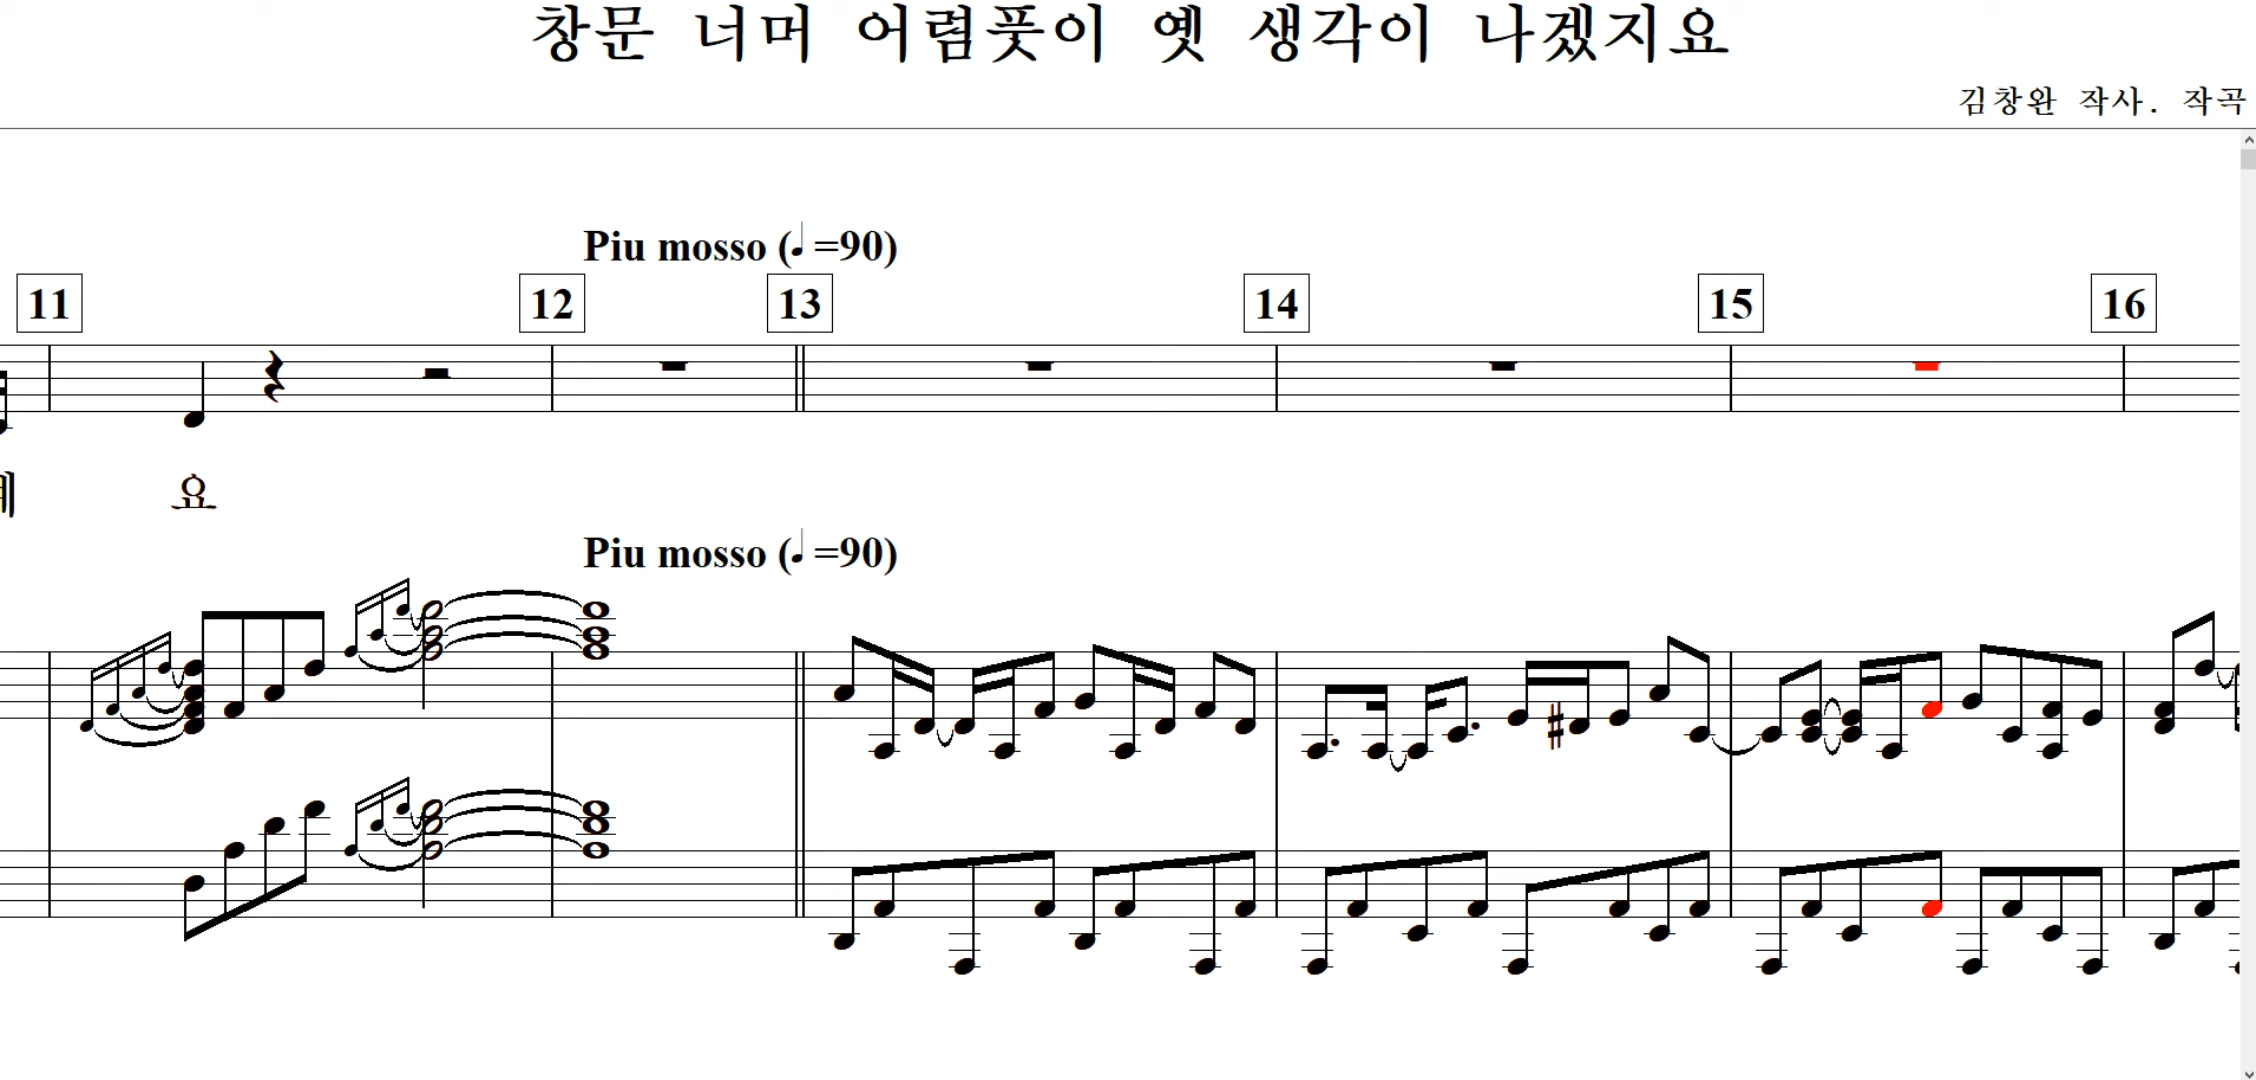 창문 너머 어렴풋이 옛 생각이 나겠지요
김창완 작사. 작곡
Piu mosso (♩=90)
11 12 13 14 15 16
요
Piu mosso (♩=90)